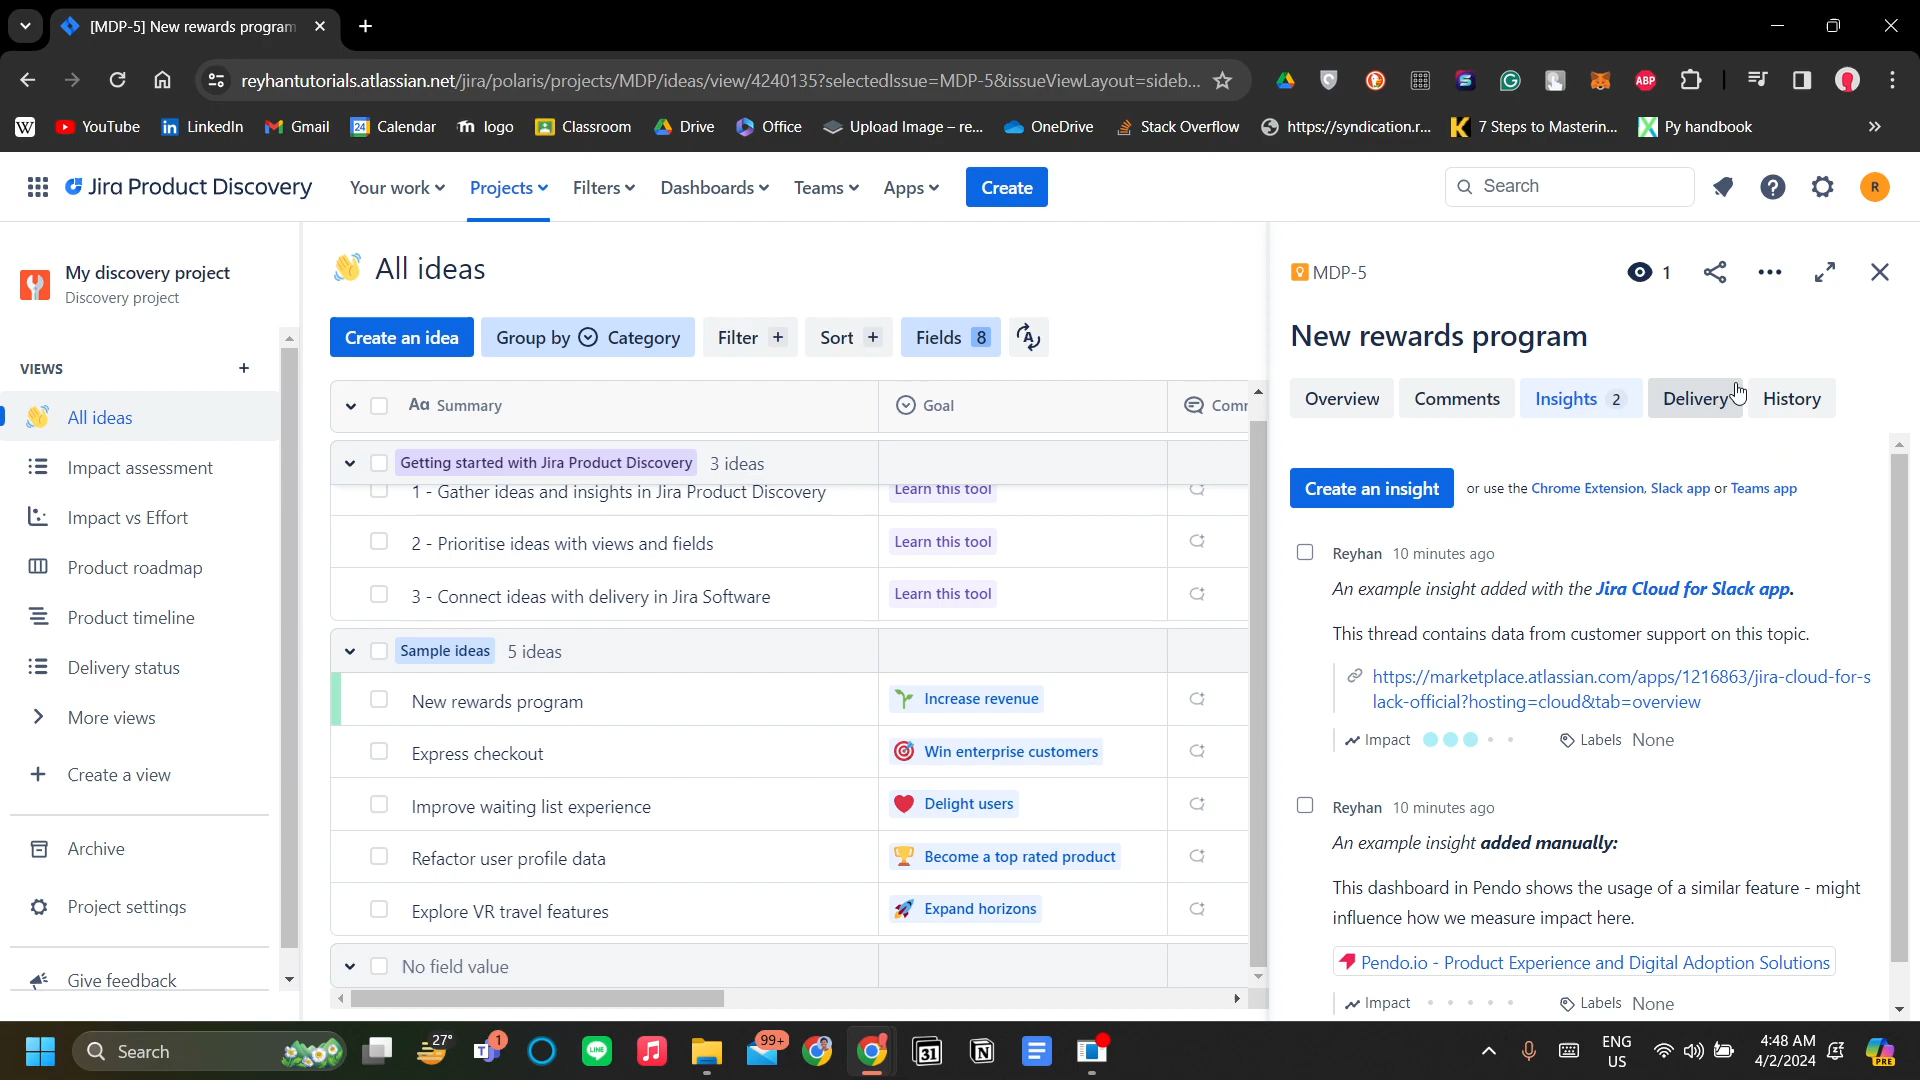 [MDP-5] New rewards program
reyhantutorials.atlassian.net/jira/polaris/projects/MDP/ideas/view/4240135?selectedIssue=MDP-5&issueViewLayout=sideb...
ABP
W YouTube LinkedIn Gmail 24 Calendar m logo Classroom Drive Office Upload Image – re... OneDrive Stack Overflow https://syndication.r... 7 Steps to Masterin... Py handbook
Jira Product Discovery Your work Projects Filters Dashboards Teams Apps Create Search R
My discovery project
Discovery project
VIEWS
All ideas
Impact assessment
Impact vs Effort
Product roadmap
Product timeline
Delivery status
More views
Create a view
Archive
Project settings
Give feedback
All ideas
Create an idea Group by Category Filter Sort Fields 8
Aa Summary Goal Comm
Getting started with Jira Product Discovery 3 ideas
1 - Gather ideas and insights in Jira Product Discovery Learn this tool
2 - Prioritise ideas with views and fields Learn this tool
3 - Connect ideas with delivery in Jira Software Learn this tool
Sample ideas 5 ideas
New rewards program Increase revenue
Express checkout Win enterprise customers
Improve waiting list experience Delight users
Refactor user profile data Become a top rated product
Explore VR travel features Expand horizons
No field value
MDP-5 1
New rewards program
Overview Comments Insights 2 Delivery History
Create an insight or use the Chrome Extension, Slack app or Teams app
Reyhan 10 minutes ago
An example insight added with the Jira Cloud for Slack app.
This thread contains data from customer support on this topic.
https://marketplace.atlassian.com/apps/1216863/jira-cloud-for-s
lack-official?hosting=cloud&tab=overview
Impact Labels None
Reyhan 10 minutes ago
An example insight added manually:
This dashboard in Pendo shows the usage of a similar feature - might
influence how we measure impact here.
Pendo.io - Product Experience and Digital Adoption Solutions
Impact Labels None
Search 27° 1 LINE 99+ 31 ENG 4:48 AM
US 4/2/2024 PRE